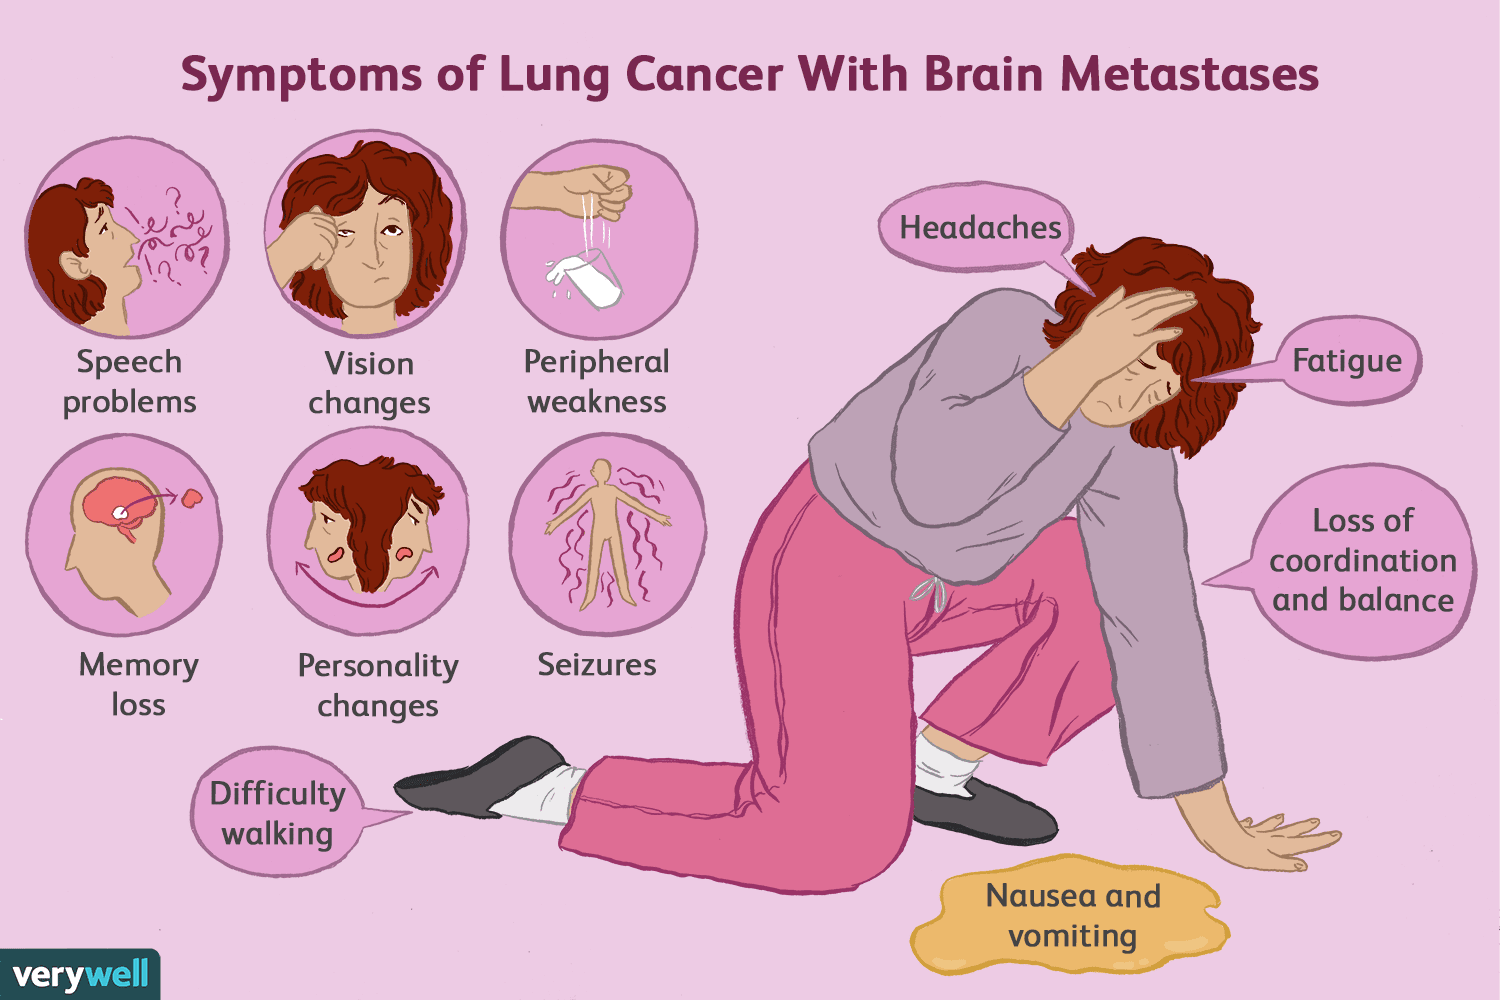 Symptoms of Lung Cancer With Brain Metastases
Speech
problems
Vision
changes
Peripheral
weakness
Memory
loss
Personality
changes
Seizures
Headaches
Fatigue
Loss of
coordination
and balance
Difficulty
walking
Nausea and
vomiting
verywell